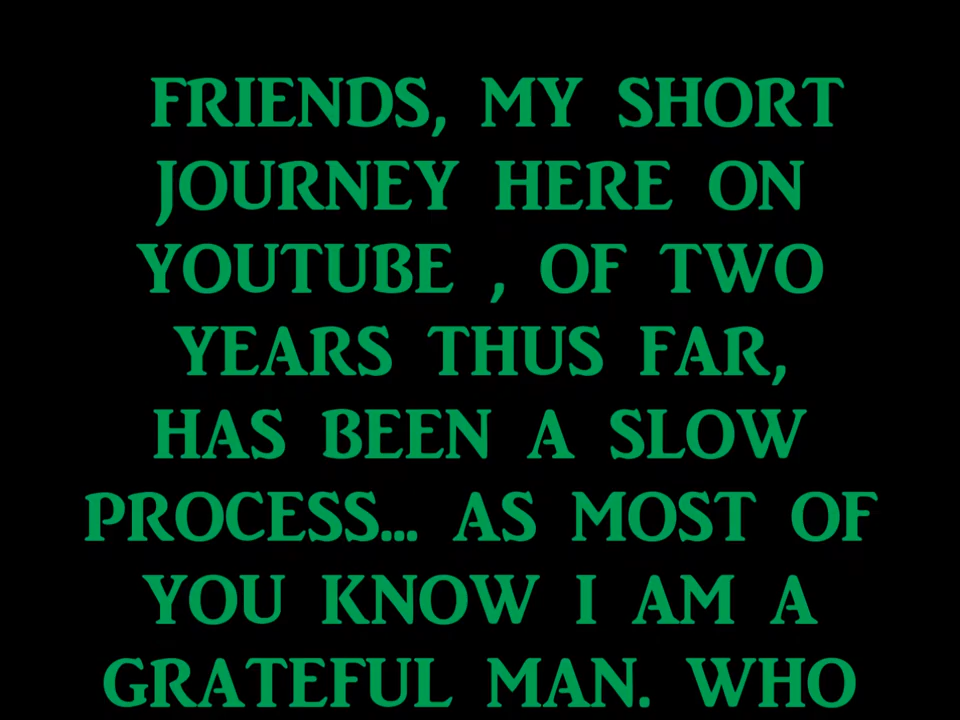 FRIENDS, MY SHORT
JOURNEY HERE ON
YOUTUBE , OF TWO
YEARS THUS FAR,
HAS BEEN A SLOW
PROCESS... AS MOST OF
YOU KNOW I AM A
GRATEFUL MAN. WHO